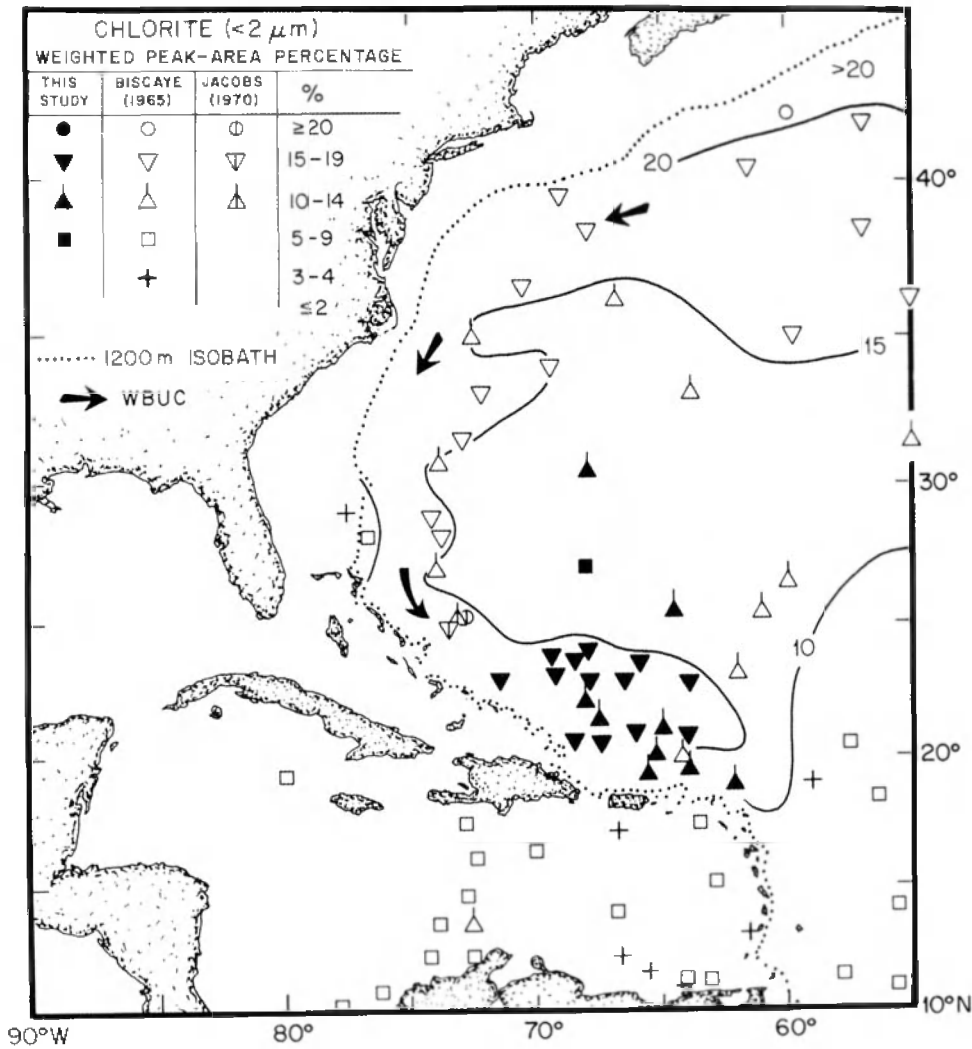 CHLORITE (<2 μm)
WEIGHTED PEAK-AREA PERCENTAGE
THIS STUDY BISCAYE (1965) JACOBS (1970) %
≥20
15-19
10-14
5-9
3-4
≤2
1200 m ISOBATH
WBUC
>20
20
40°
15
30°
10
20°
10°N
90°W 80° 70° 60°